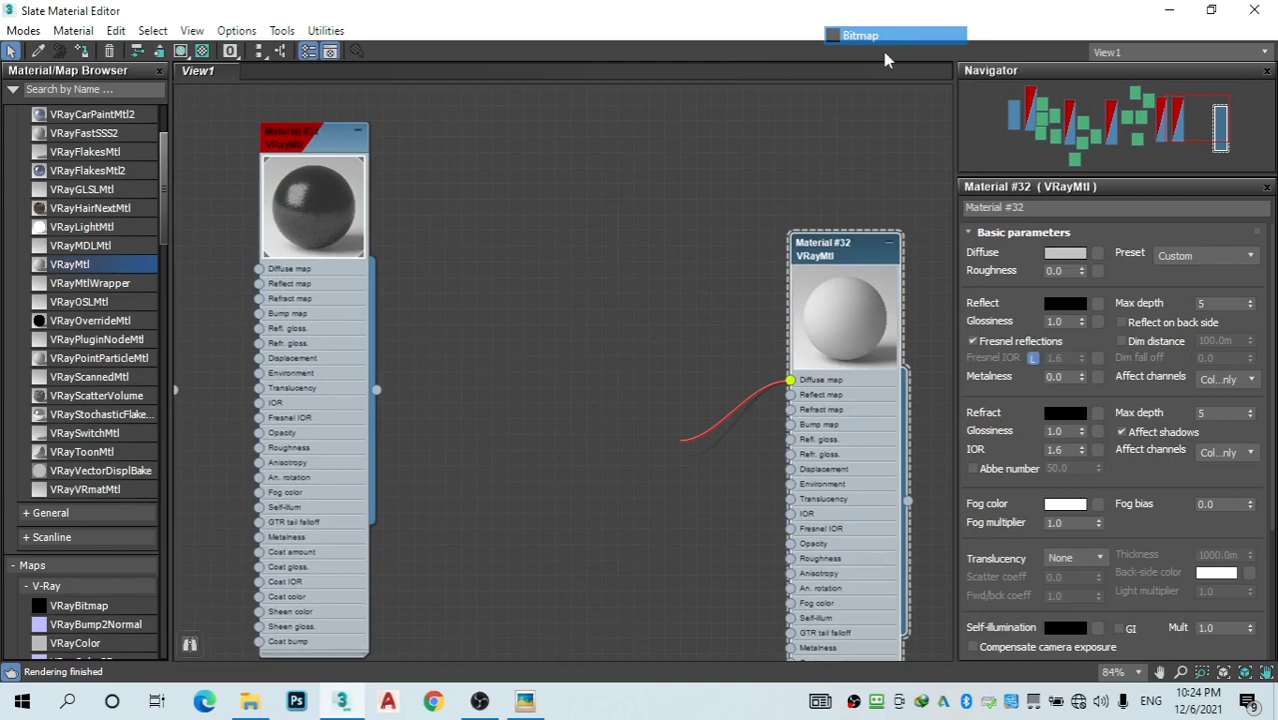 Slate Material Editor
Modes
Material
Edit
Select
View
Options
Tools
Utilities
Bitmap
View1
Material/Map Browser
View1
Navigator
Search by Name ...
VRayCarPaintMtl2
VRayFastSSS2
VRayFlakesMtl
VRayFlakesMtl2
VRayGLSLMtl
VRayHairNextMtl
VRayLightMtl
VRayMDLMtl
VRayMtl
VRayMtlWrapper
VRayOSLMtl
VRayOverrideMtl
VRayPluginNodeMtl
VRayPointParticleMtl
VRayScannedMtl
VRayStochasticFlake...
VRayToonMtl
VRayVectorDisplBake
VRayVRmatMtl
+ General
+ Scanline
- Maps
- V-Ray
VRayBitmap
VRayBump2Normal
VRayColor
Material #32
VRayMtl
Diffuse map
Reflect map
Refract map
Bump map
Refl. gloss.
Refr. gloss.
Displacement
Environment
Translucency
IOR
Fresnel IOR
Opacity
Roughness
Anisotropy
An. rotation
Fog color
Self-illum
GTR tail falloff
Metalness
Coat amount
Coat gloss.
Coat IOR
Coat color
Sheen color
Sheen gloss.
Coat bump
Material #32
VRayMtl
Diffuse map
Reflect map
Refract map
Bump map
Refl. gloss.
Refr. gloss.
Displacement
Environment
Translucency
IOR
Fresnel IOR
Opacity
Roughness
Anisotropy
An. rotation
Fog color
Self-illum
GTR tail falloff
Metalness
Material #32 ( VRayMtl )
Material #32
Basic parameters
Diffuse
Preset
Custom
Roughness
0.0
Reflect
Max depth
5
Glossiness
1.0
Reflect on back side
Fresnel reflections
Dim distance
100.0m
Fresnel IOR
L
1.6
Dim fall off
0.0
Metalness
0.0
Affect channels
Col...nly
Refract
Max depth
5
Glossiness
1.0
Affect shadows
IOR
1.6
Affect channels
Col...nly
Abbe number
50.0
Fog color
Fog bias
0.0
Fog multiplier
1.0
Translucency
None
Thickness
1000.0m
Scatter coeff
0.0
Back-side color
Fwd/bck coeff
1.0
Light multiplier
1.0
Self-illumination
GI
Mult
1.0
Compensate camera exposure
Rendering finished
84%
ENG
10:24 PM
12/6/2021